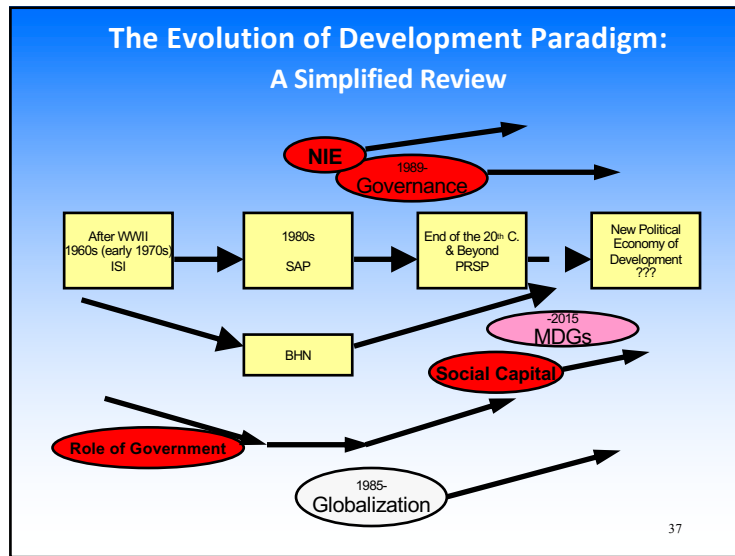 The Evolution of Development Paradigm:
A Simplified Review
NIE
1989-
Governance
After WWII
1960s (early 1970s)
ISI
1980s
SAP
End of the 20th C.
& Beyond
PRSP
New Political
Economy of
Development
???
BHN
-2015
MDGs
Social Capital
Role of Government
1985-
Globalization
37